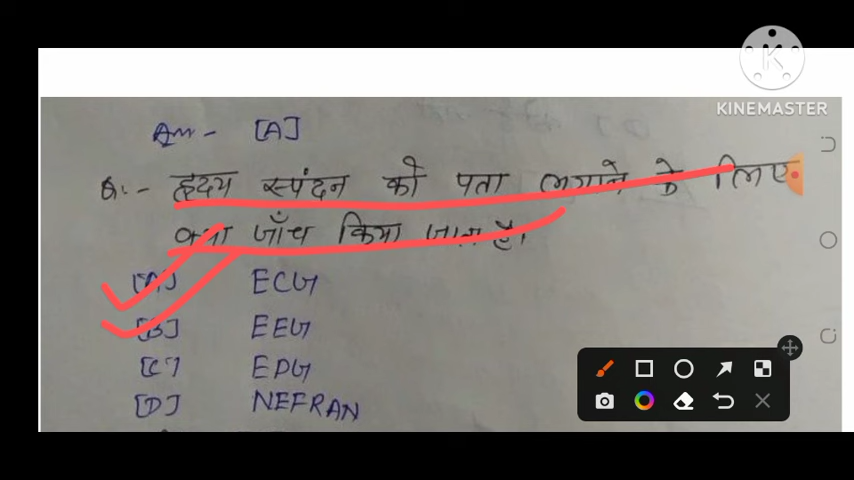 K
KINEMASTER
Ans - [A]
Q:- हृदय स्पंदन को पता लगाने के लिए
क्या जाँच किया जाता है।
[A] ECG
[B] EEG
[C] EDG
[D] NEFRAN